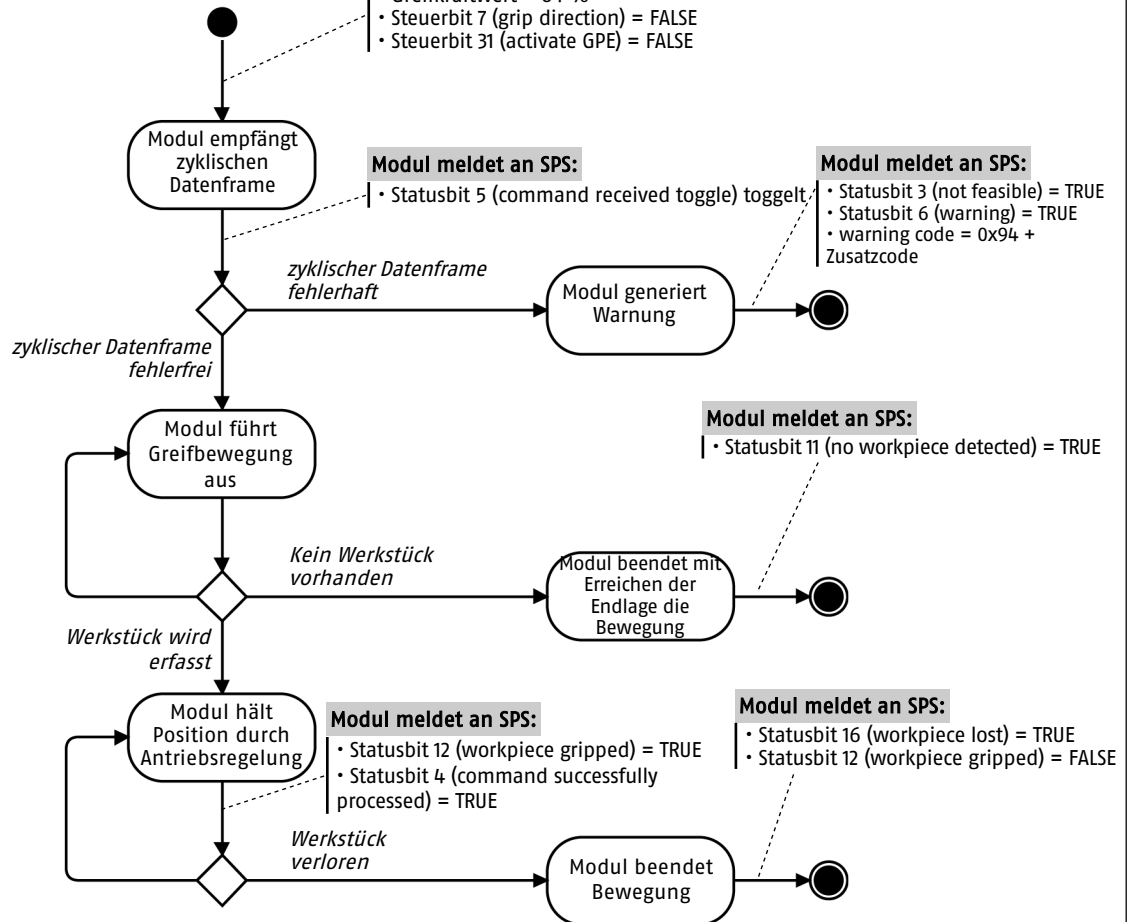 • Steuerbit 7 (grip direction) = FALSE
• Steuerbit 31 (activate GPE) = FALSE
Modul empfängt
zyklischen
Datenframe
Modul meldet an SPS:
• Statusbit 5 (command received toggle) toggelt
Modul meldet an SPS:
• Statusbit 3 (not feasible) = TRUE
• Statusbit 6 (warning) = TRUE
• warning code = 0x94 +
Zusatzcode
zyklischer Datenframe
fehlerhaft
Modul generiert
Warnung
zyklischer Datenframe
fehlerfrei
Modul führt
Greifbewegung
aus
Modul meldet an SPS:
• Statusbit 11 (no workpiece detected) = TRUE
Kein Werkstück
vorhanden
Modul beendet mit
Erreichen der
Endlage die
Bewegung
Werkstück wird
erfasst
Modul hält
Position durch
Antriebsregelung
Modul meldet an SPS:
• Statusbit 12 (workpiece gripped) = TRUE
• Statusbit 4 (command successfully
processed) = TRUE
Modul meldet an SPS:
• Statusbit 16 (workpiece lost) = TRUE
• Statusbit 12 (workpiece gripped) = FALSE
Werkstück
verloren
Modul beendet
Bewegung